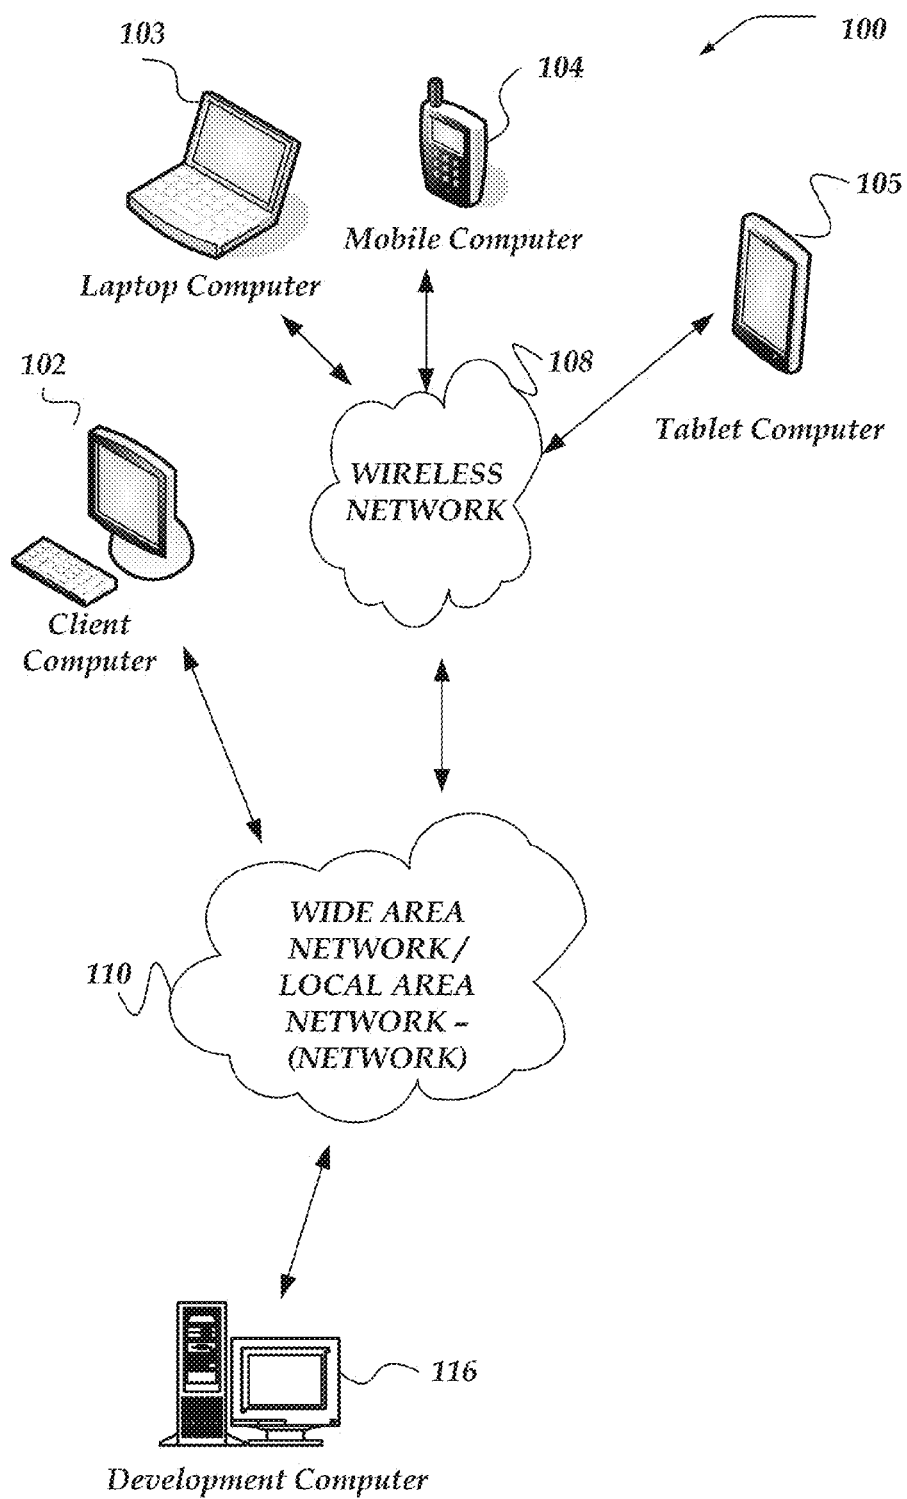 103
100
104
105
Mobile Computer
Laptop Computer
102
108
Tablet Computer
WIRELESS
NETWORK
Client
Computer
WIDE AREA
NETWORK /
LOCAL AREA
NETWORK –
(NETWORK)
110
116
Development Computer